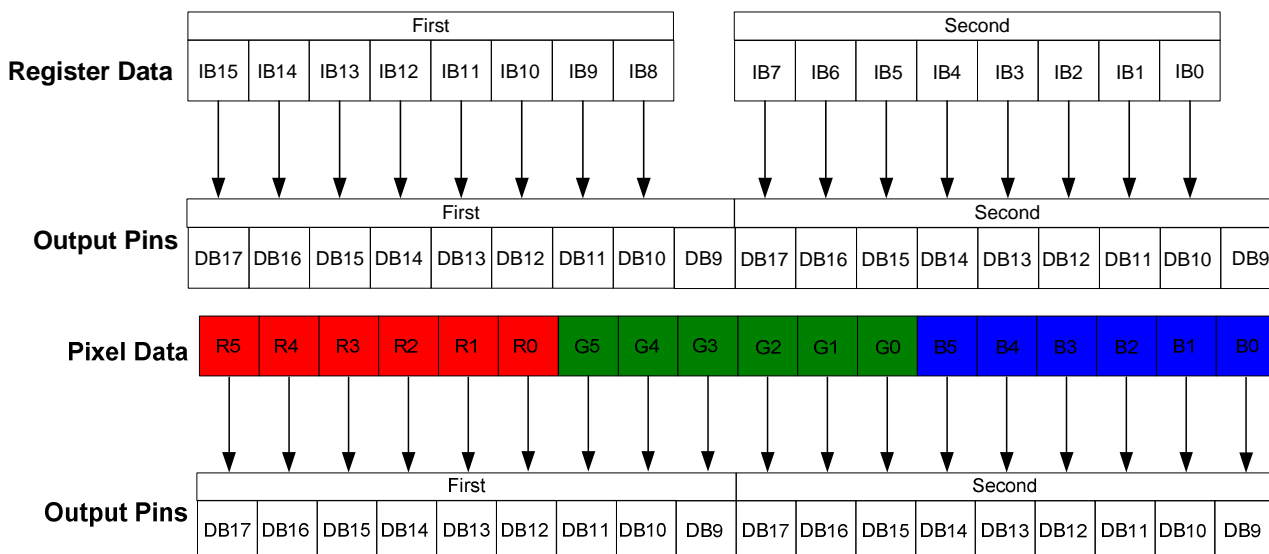 First Second
Register Data IB15 IB14 IB13 IB12 IB11 IB10 IB9 IB8 IB7 IB6 IB5 IB4 IB3 IB2 IB1 IB0
First Second
Output Pins DB17 DB16 DB15 DB14 DB13 DB12 DB11 DB10 DB9 DB17 DB16 DB15 DB14 DB13 DB12 DB11 DB10 DB9
Pixel Data R5 R4 R3 R2 R1 R0 G5 G4 G3 G2 G1 G0 B5 B4 B3 B2 B1 B0
First Second
Output Pins DB17 DB16 DB15 DB14 DB13 DB12 DB11 DB10 DB9 DB17 DB16 DB15 DB14 DB13 DB12 DB11 DB10 DB9